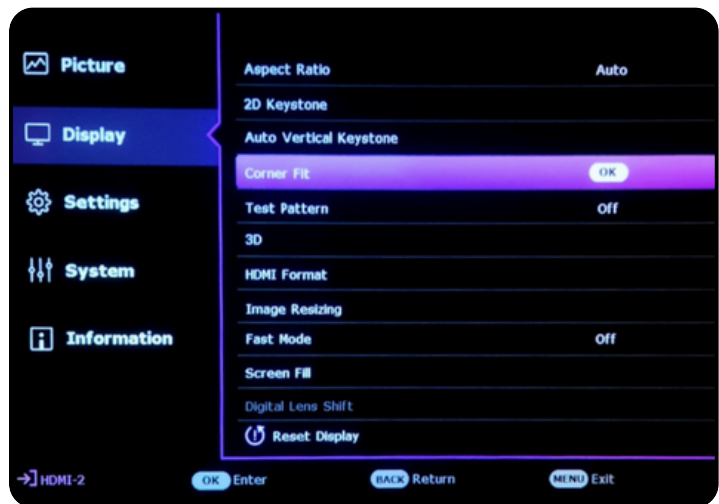 Picture
Display
Settings
System
Information
Aspect Ratio Auto
2D Keystone
Auto Vertical Keystone
Corner Fit OK
Test Pattern Off
3D
HDMI Format
Image Resizing
Fast Mode Off
Screen Fill
Digital Lens Shift
Reset Display
HDMI-2 OK Enter BACK Return MENU Exit